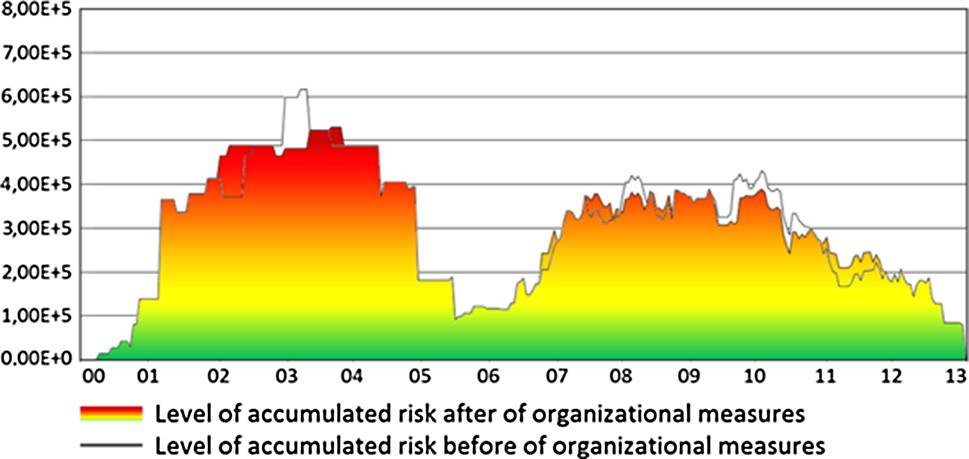 8,00E+5
7,00E+5
6,00E+5
5,00E+5
4,00E+5
3,00E+5
2,00E+5
1,00E+5
0.00E+0
00 01 02 03 04 05 06 07 08 09 10 11 12 13
Level of accumulated risk after of organizational measures
Level of accumulated risk before of organizational measures